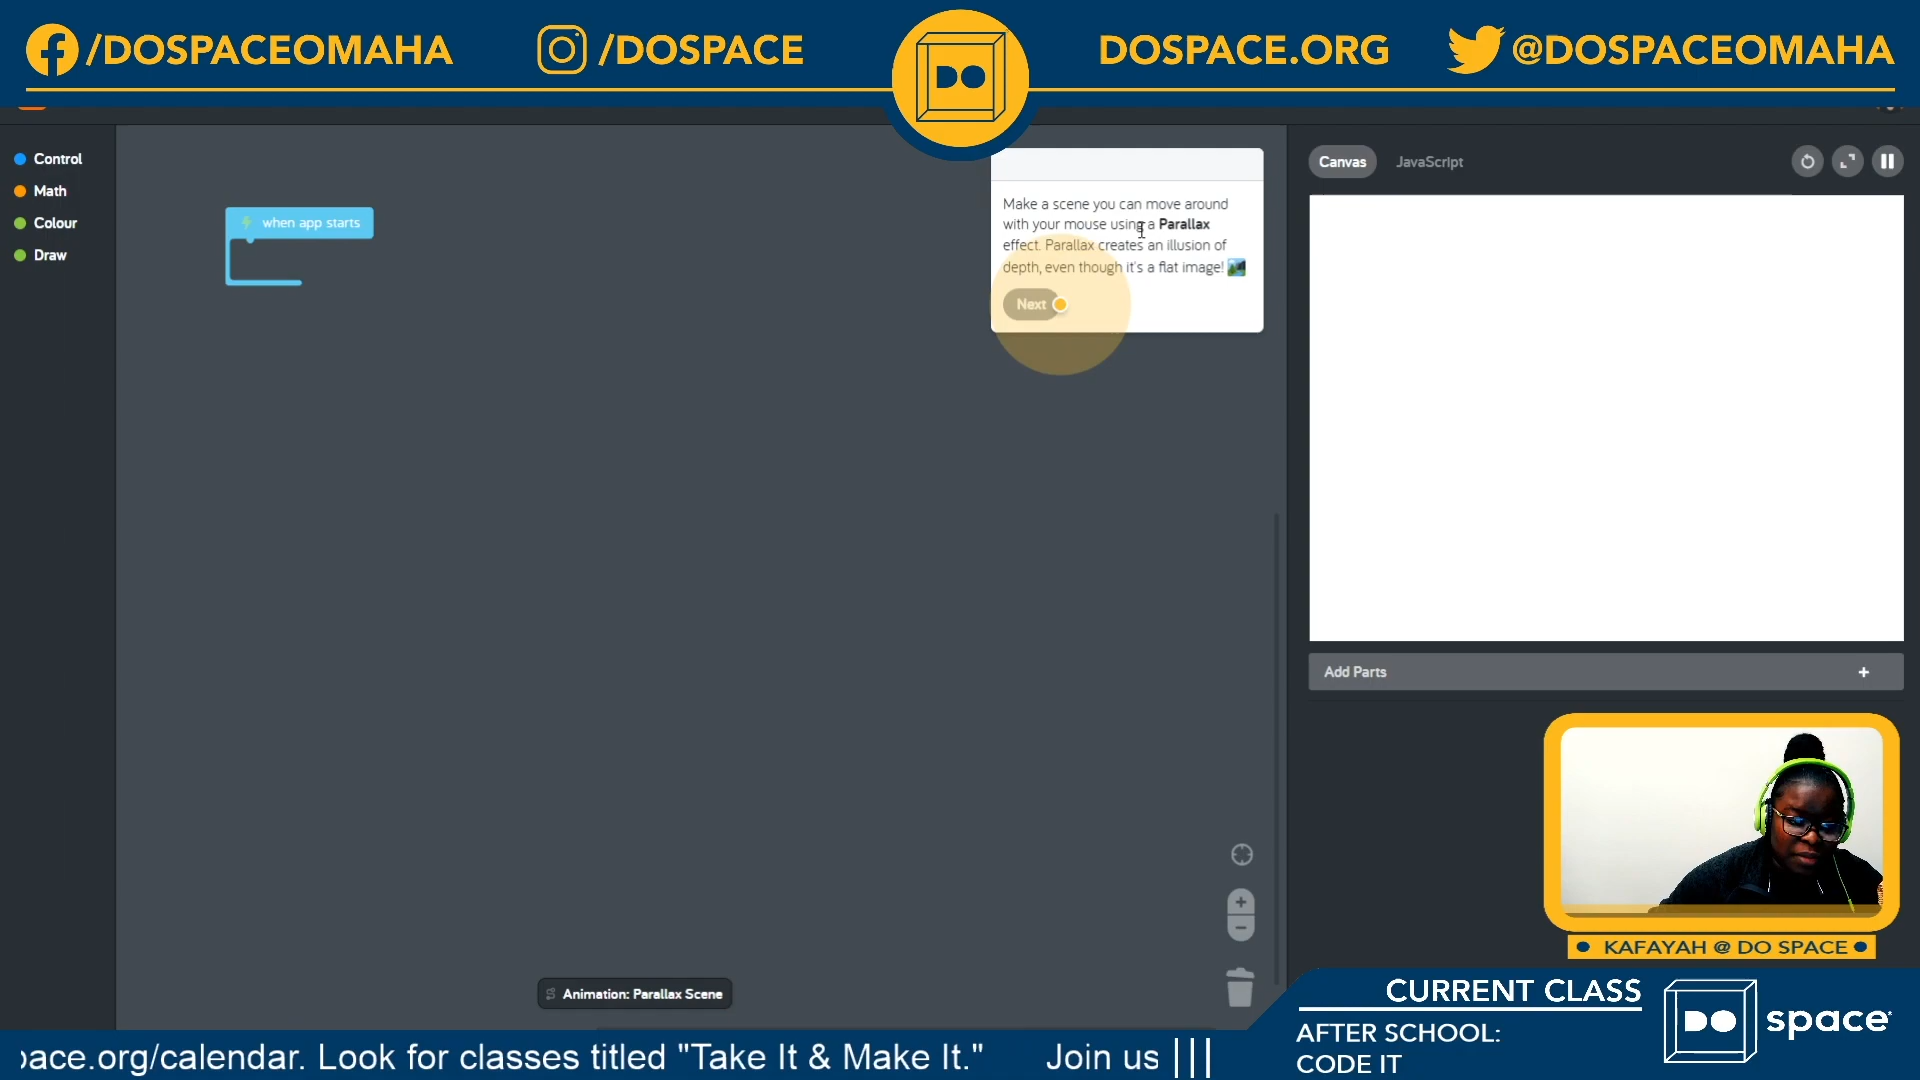 /DOSPACEOMAHA
/DOSPACE
DO
DOSPACE.ORG
@DOSPACEOMAHA
Control
Math
Colour
Draw
when app starts
Make a scene you can move around
with your mouse using a Parallax
effect. Parallax creates an illusion of
depth, even though it's a flat image!
Next
Canvas
JavaScript
Add Parts
+
KAFAYAH @ DO SPACE
Animation: Parallax Scene
CURRENT CLASS
AFTER SCHOOL:
CODE IT
DO space
pace.org/calendar. Look for classes titled "Take It & Make It." Join us |||